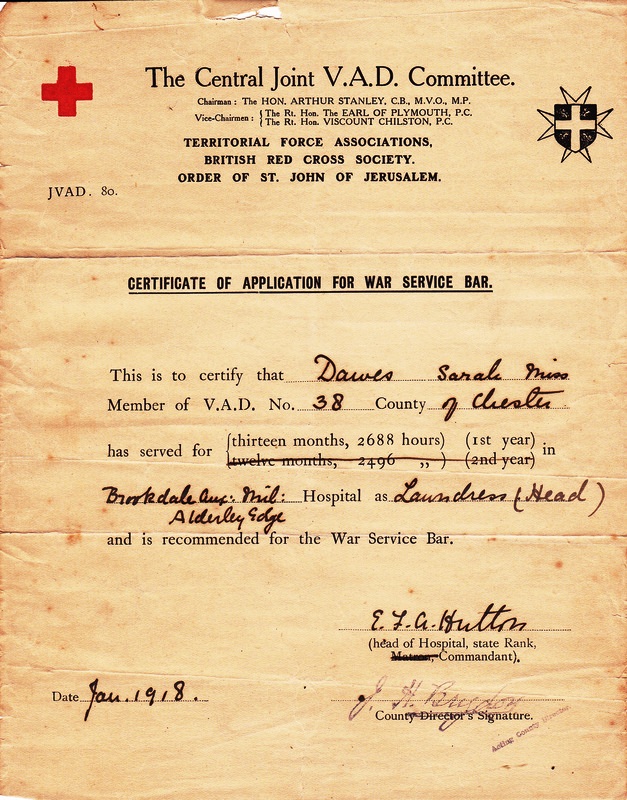 The Central Joint V.A.D. Committee.
Chairman : The HON. ARTHUR STANLEY, C.B., M.V.O., M.P.
Vice-Chairmen : { The Rt. Hon. The EARL OF PLYMOUTH, P.C.
The Rt. Hon. VISCOUNT CHILSTON, P.C.
TERRITORIAL FORCE ASSOCIATIONS,
BRITISH RED CROSS SOCIETY.
ORDER OF ST. JOHN OF JERUSALEM.
JVAD. 80.
CERTIFICATE OF APPLICATION FOR WAR SERVICE BAR.
This is to certify that Dawes Sarah Miss
Member of V.A.D. No. 38 County of Chester
has served for { thirteen months, 2688 hours) (1st year) in
twelve months, 2496 „ ) (2nd year)
Brookdale Aux: Mil: Hospital as Laundress (Head)
Alderley Edge
and is recommended for the War Service Bar.
E. F. A. Hutton
(head of Hospital, state Rank,
Matron, Commandant).
Date Jan. 1918.
J. H.
County Director's Signature.
Acting County Director.